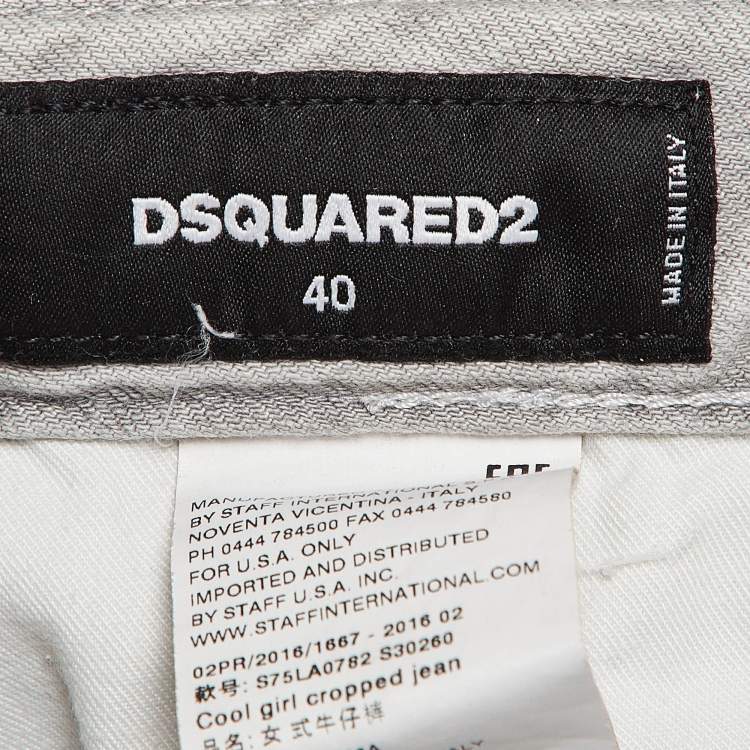 DSQUARED2
40
MADE IN ITALY
BY STAFF INTERNATIONAL
NOVENTA VICENTINA - ITALY
PH 0444 784500 FAX 0444 784580
FOR U.S.A. ONLY
IMPORTED AND DISTRIBUTED
BY STAFF U.S.A. INC.
WWW.STAFFINTERNATIONAL.COM
02PR/2016/1667 - 2016 02
款号: S75LA0782 S30260
Cool girl cropped jean
品名: 女式牛仔裤